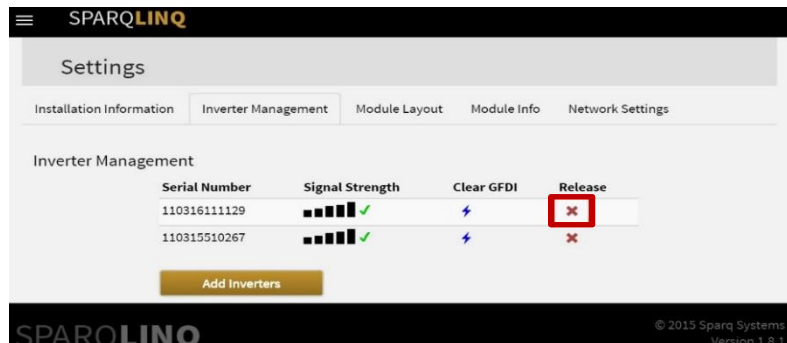 SPARQLINQ
Settings
Installation Information Inverter Management Module Layout Module Info Network Settings
Inverter Management
Serial Number Signal Strength Clear GFDI Release
110316111129
110315510267
Add Inverters
© 2015 Sparq Systems
SPARQLINQ
Version 1.8.1